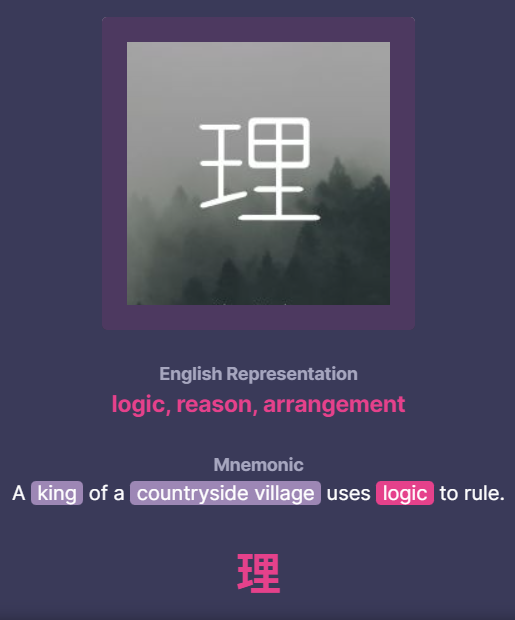 理
English Representation
logic, reason, arrangement
Mnemonic
A king of a countryside village uses logic to rule.
理